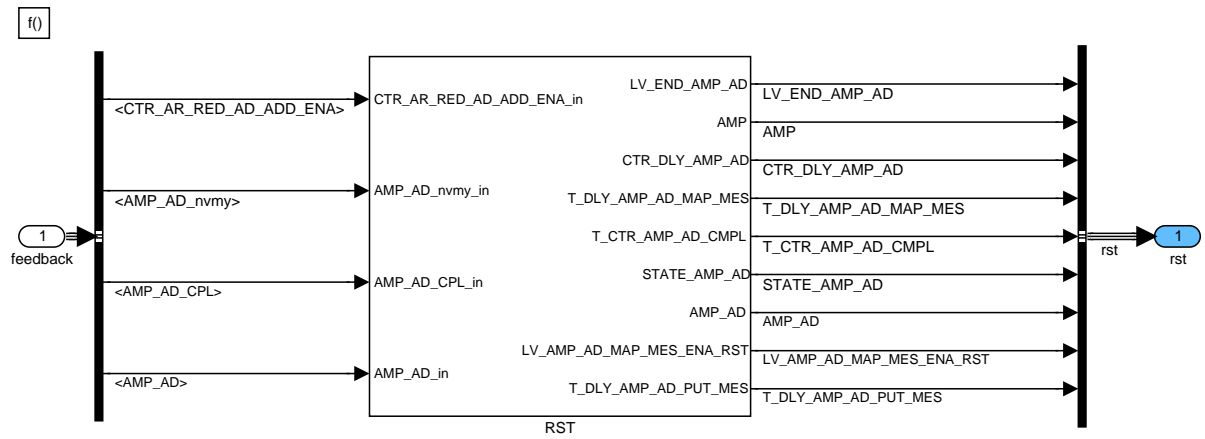 f()
1
feedback
<CTR_AR_RED_AD_ADD_ENA>
<AMP_AD_nvmy>
<AMP_AD_CPL>
<AMP_AD>
CTR_AR_RED_AD_ADD_ENA_in
AMP_AD_nvmy_in
AMP_AD_CPL_in
AMP_AD_in
LV_END_AMP_AD
AMP
CTR_DLY_AMP_AD
T_DLY_AMP_AD_MAP_MES
T_CTR_AMP_AD_CMPL
STATE_AMP_AD
AMP_AD
LV_AMP_AD_MAP_MES_ENA_RST
T_DLY_AMP_AD_PUT_MES
RST
LV_END_AMP_AD
AMP
CTR_DLY_AMP_AD
T_DLY_AMP_AD_MAP_MES
T_CTR_AMP_AD_CMPL
STATE_AMP_AD
AMP_AD
LV_AMP_AD_MAP_MES_ENA_RST
T_DLY_AMP_AD_PUT_MES
rst
1
rst